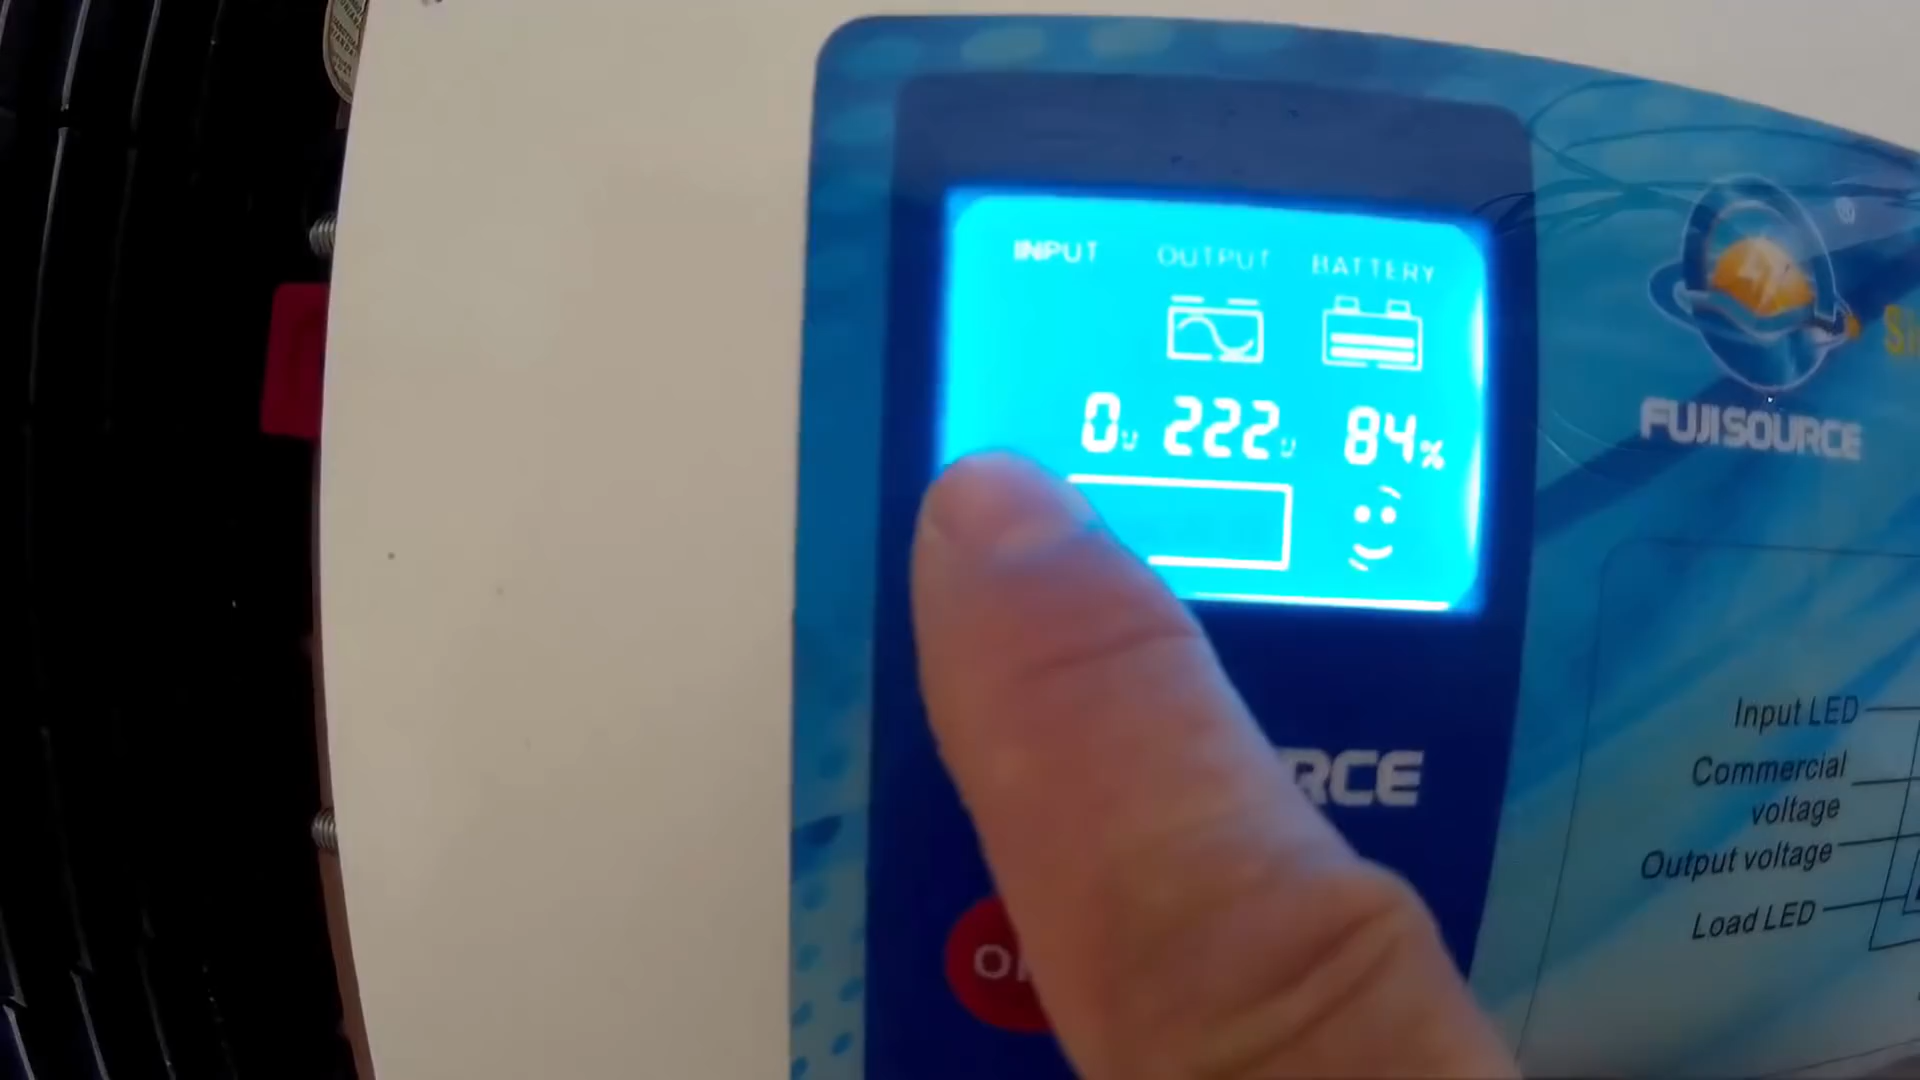 INPUT OUTPUT BATTERY
0V 222V 84%
RCE
FUJISOURCE
Input LED
Commercial
voltage
Output voltage
Load LED